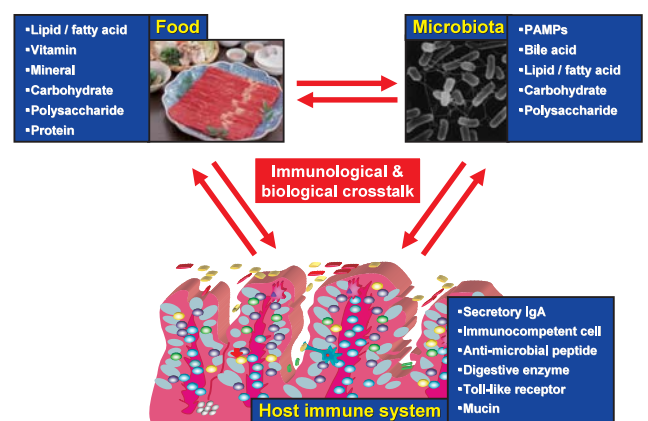 Food
▪Lipid / fatty acid
▪Vitamin
▪Mineral
▪Carbohydrate
▪Polysaccharide
▪Protein
Microbiota
▪PAMPs
▪Bile acid
▪Lipid / fatty acid
▪Carbohydrate
▪Polysaccharide
Immunological &
biological crosstalk
▪Secretory IgA
▪Immunocompetent cell
▪Anti-microbial peptide
▪Digestive enzyme
▪Toll-like receptor
▪Mucin
Host immune system